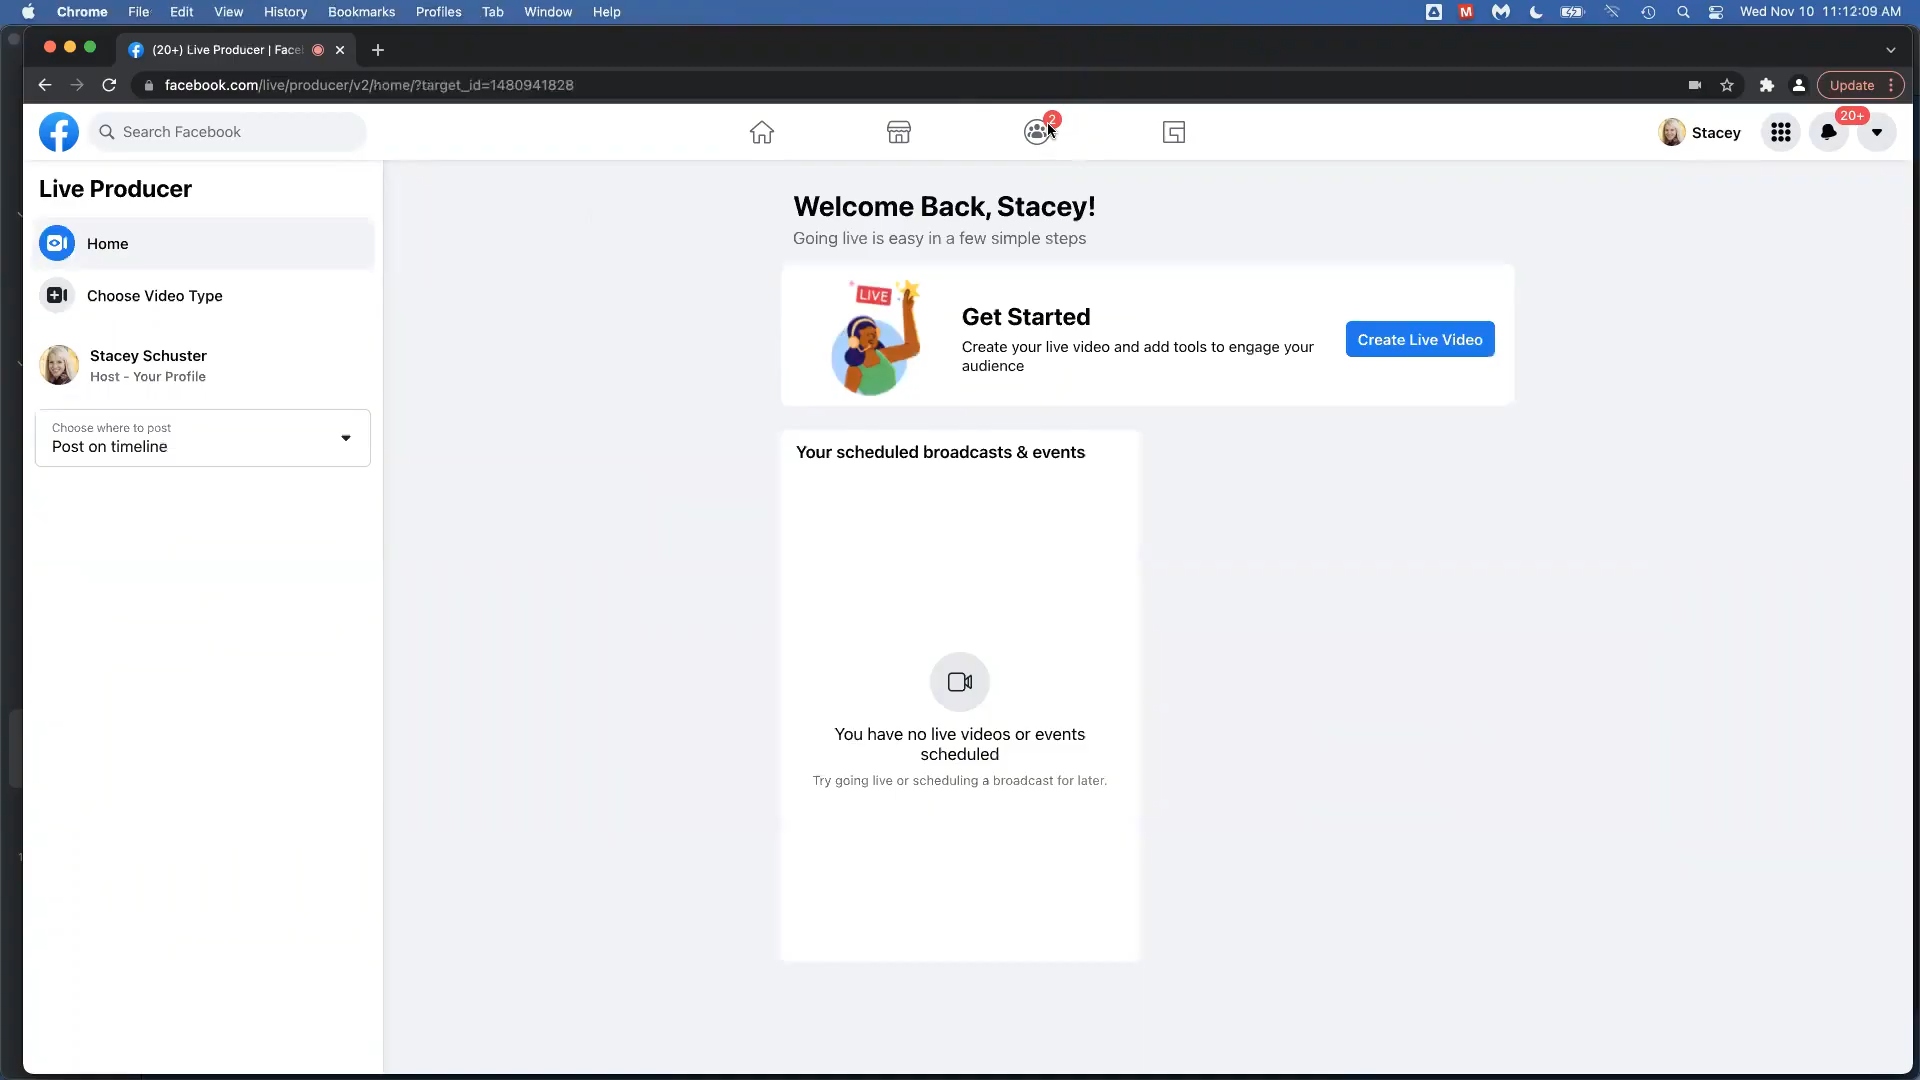 Chrome File Edit View History Bookmarks Profiles Tab Window Help
Wed Nov 10 11:12:09 AM
(20+) Live Producer | Face
facebook.com/live/producer/v2/home/?target_id=1480941828
Update
Search Facebook
2
Stacey
20+
Live Producer
Home
Choose Video Type
Stacey Schuster
Host - Your Profile
Choose where to post
Post on timeline
Welcome Back, Stacey!
Going live is easy in a few simple steps
LIVE
Get Started
Create your live video and add tools to engage your
audience
Create Live Video
Your scheduled broadcasts & events
You have no live videos or events
scheduled
Try going live or scheduling a broadcast for later.